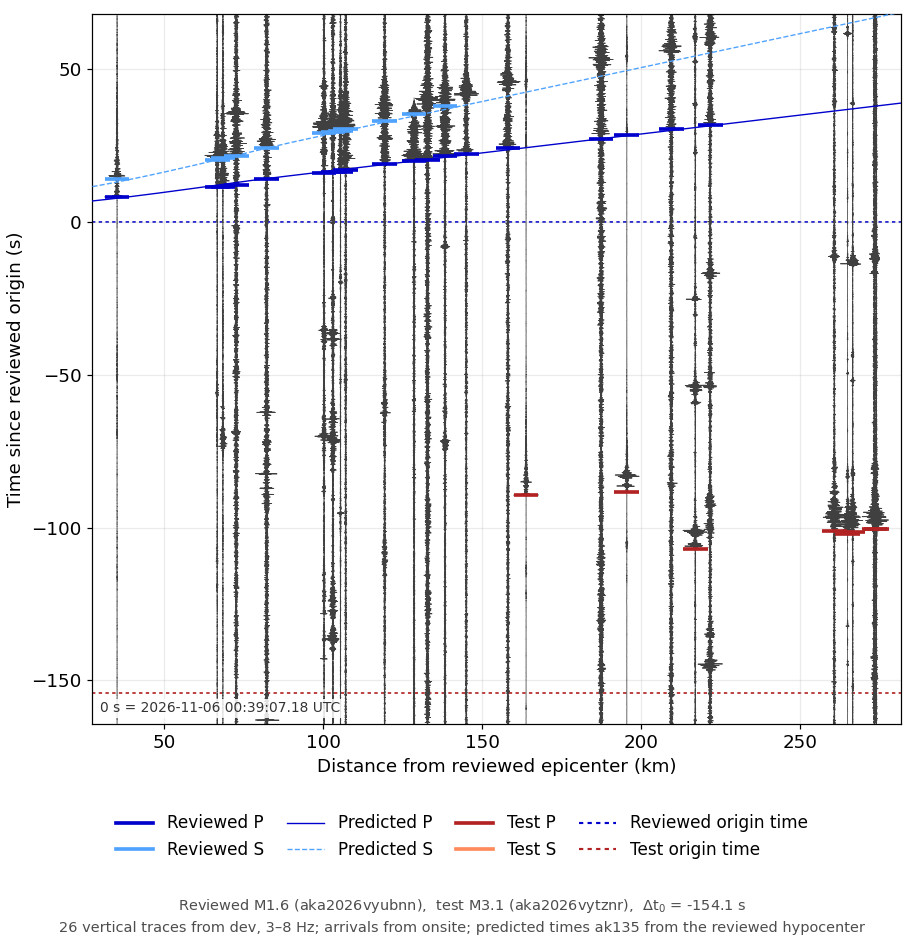 50
0
−50
−100
−150
Time since reviewed origin (s)
0 s = 2026-11-06 00:39:07.18 UTC
50 100 150 200 250
Distance from reviewed epicenter (km)
Reviewed P Predicted P Test P Reviewed origin time
Reviewed S Predicted S Test S Test origin time
Reviewed M1.6 (aka2026vyubnn), test M3.1 (aka2026vytznr), Δt₀ = -154.1 s
26 vertical traces from dev, 3–8 Hz; arrivals from onsite; predicted times ak135 from the reviewed hypocenter